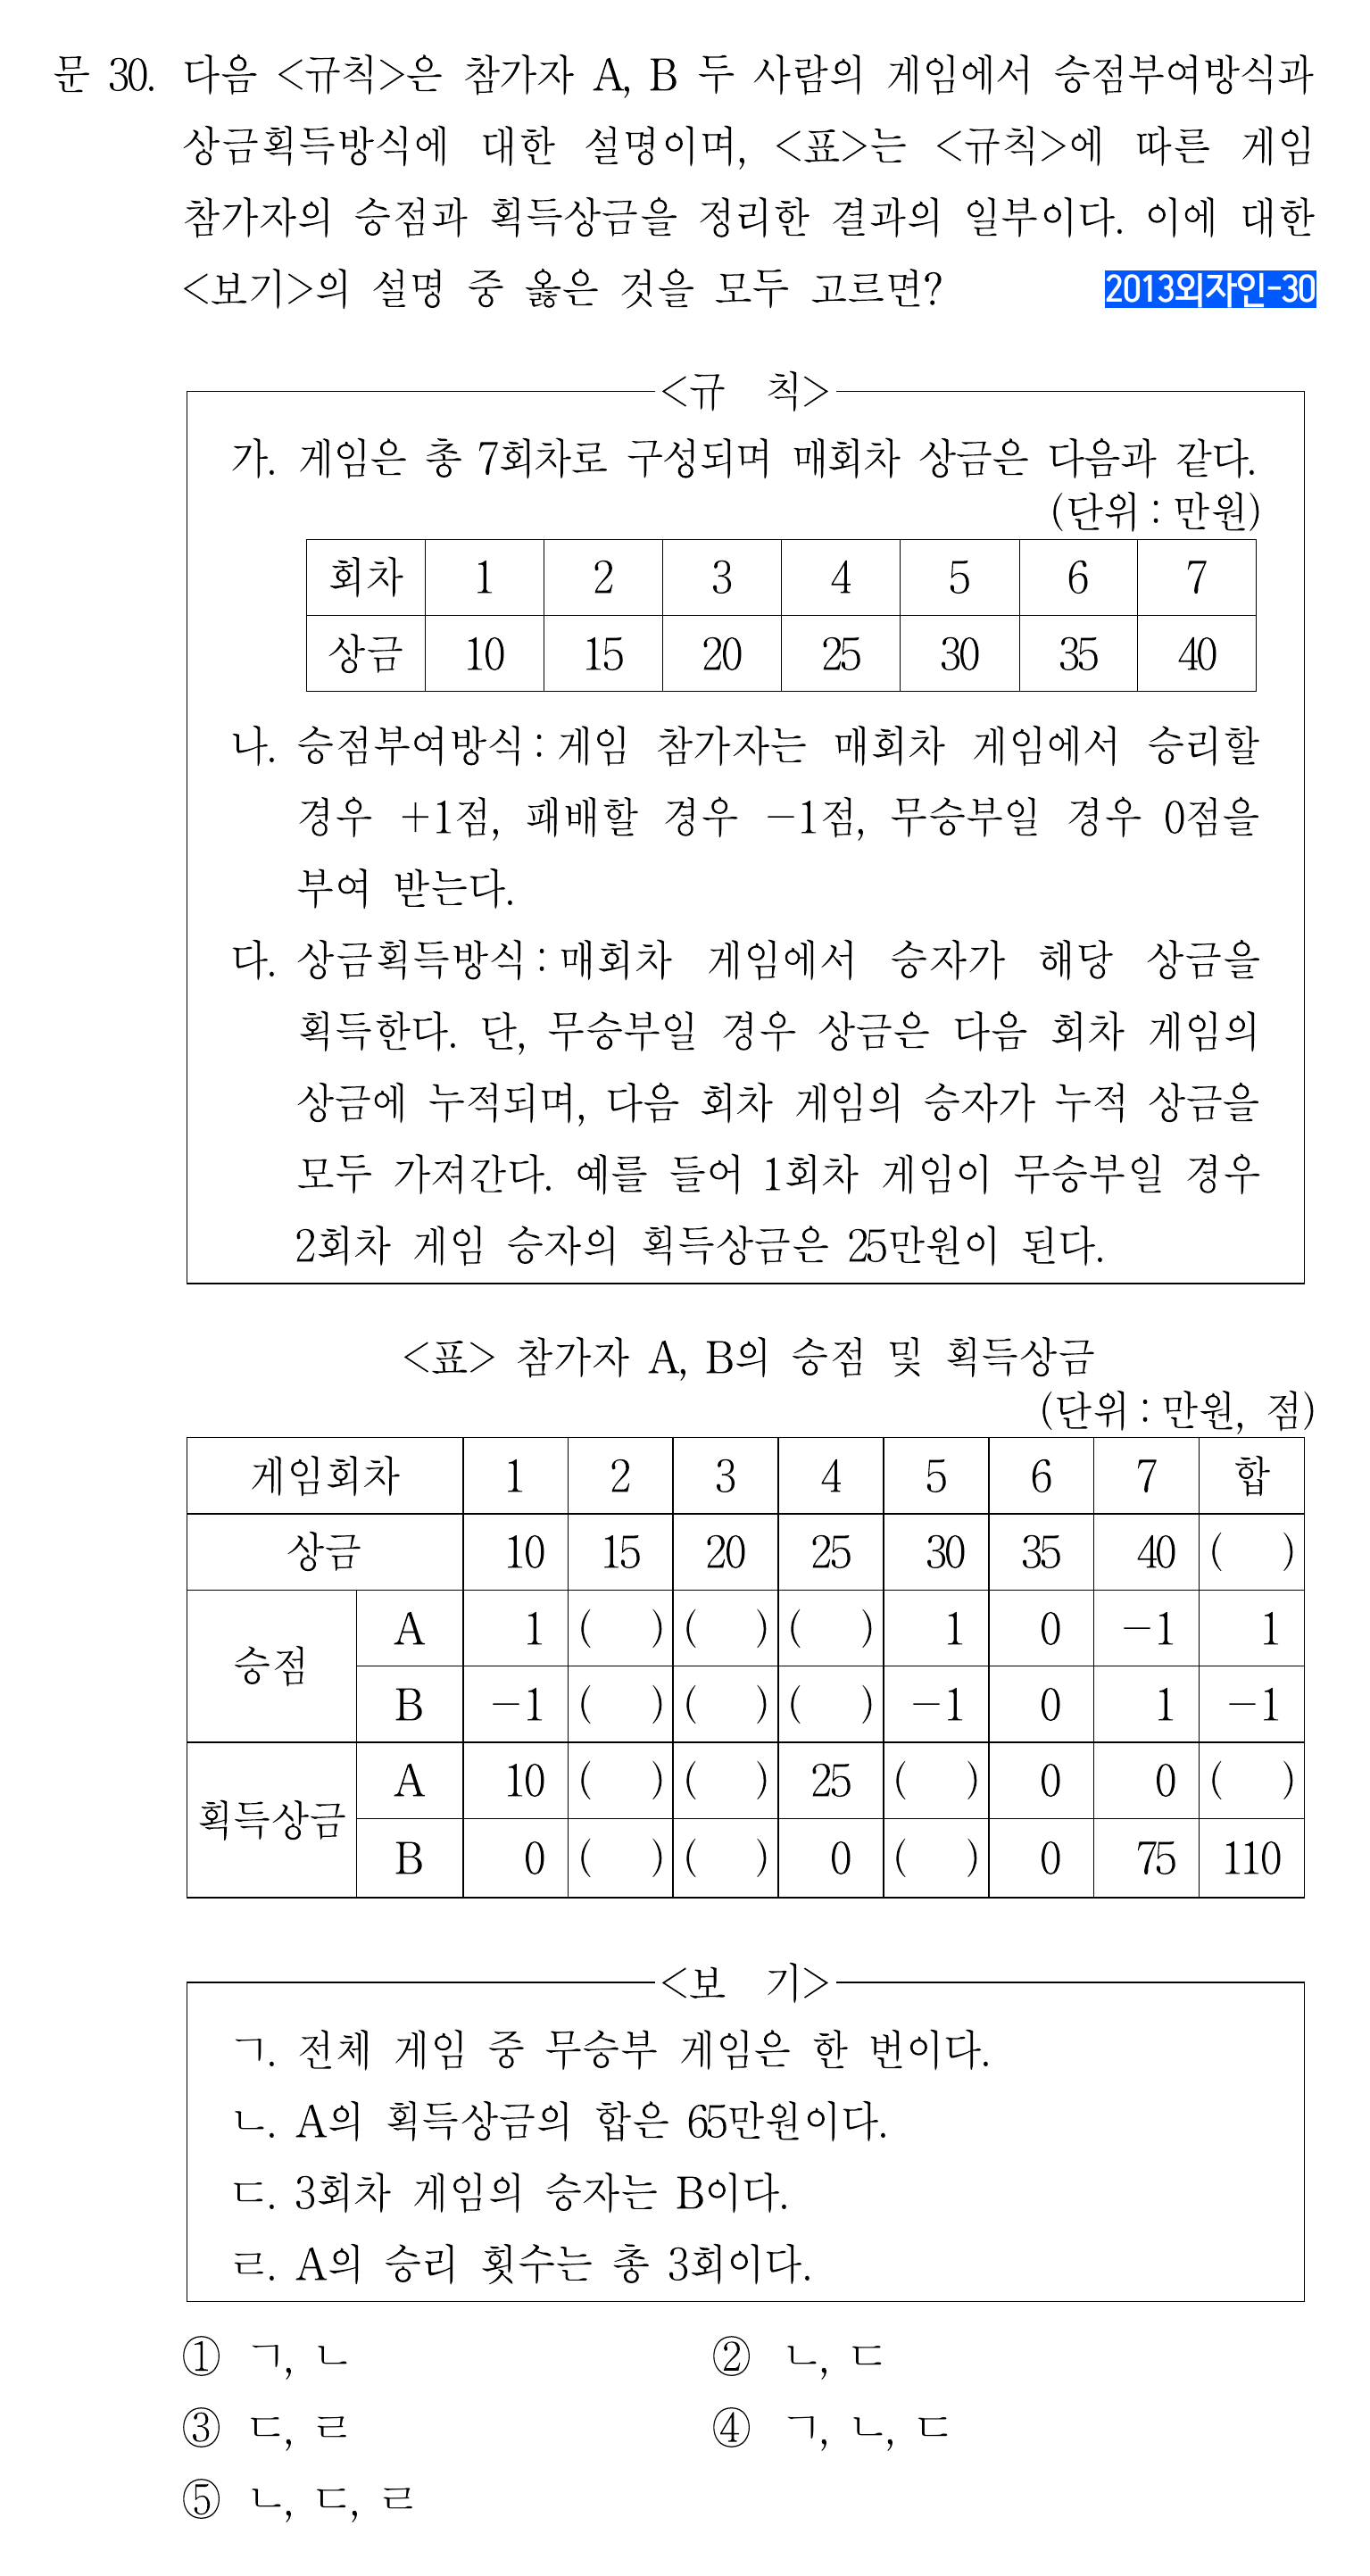 문 30. 다음 <규칙>은 참가자 A, B 두 사람의 게임에서 승점부여방식과
상금획득방식에 대한 설명이며, <표>는 <규칙>에 따른 게임
참가자의 승점과 획득상금을 정리한 결과의 일부이다. 이에 대한
<보기>의 설명 중 옳은 것을 모두 고르면? 2013외자인-30
<규 칙>
가. 게임은 총 7회차로 구성되며 매회차 상금은 다음과 같다.
(단위 : 만원)
회차 1 2 3 4 5 6 7
상금 10 15 20 25 30 35 40
나. 승점부여방식 : 게임 참가자는 매회차 게임에서 승리할
경우 +1점, 패배할 경우 −1점, 무승부일 경우 0점을
부여 받는다.
다. 상금획득방식 : 매회차 게임에서 승자가 해당 상금을
획득한다. 단, 무승부일 경우 상금은 다음 회차 게임의
상금에 누적되며, 다음 회차 게임의 승자가 누적 상금을
모두 가져간다. 예를 들어 1회차 게임이 무승부일 경우
2회차 게임 승자의 획득상금은 25만원이 된다.
<표> 참가자 A, B의 승점 및 획득상금
(단위 : 만원, 점)
게임회차 1 2 3 4 5 6 7 합
상금 10 15 20 25 30 35 40 ( )
승점 A 1 ( ) ( ) ( ) 1 0 −1 1
B −1 ( ) ( ) ( ) −1 0 1 −1
획득상금 A 10 ( ) ( ) 25 ( ) 0 0 ( )
B 0 ( ) ( ) 0 ( ) 0 75 110
<보 기>
ㄱ. 전체 게임 중 무승부 게임은 한 번이다.
ㄴ. A의 획득상금의 합은 65만원이다.
ㄷ. 3회차 게임의 승자는 B이다.
ㄹ. A의 승리 횟수는 총 3회이다.
① ㄱ, ㄴ ② ㄴ, ㄷ
③ ㄷ, ㄹ ④ ㄱ, ㄴ, ㄷ
⑤ ㄴ, ㄷ, ㄹ